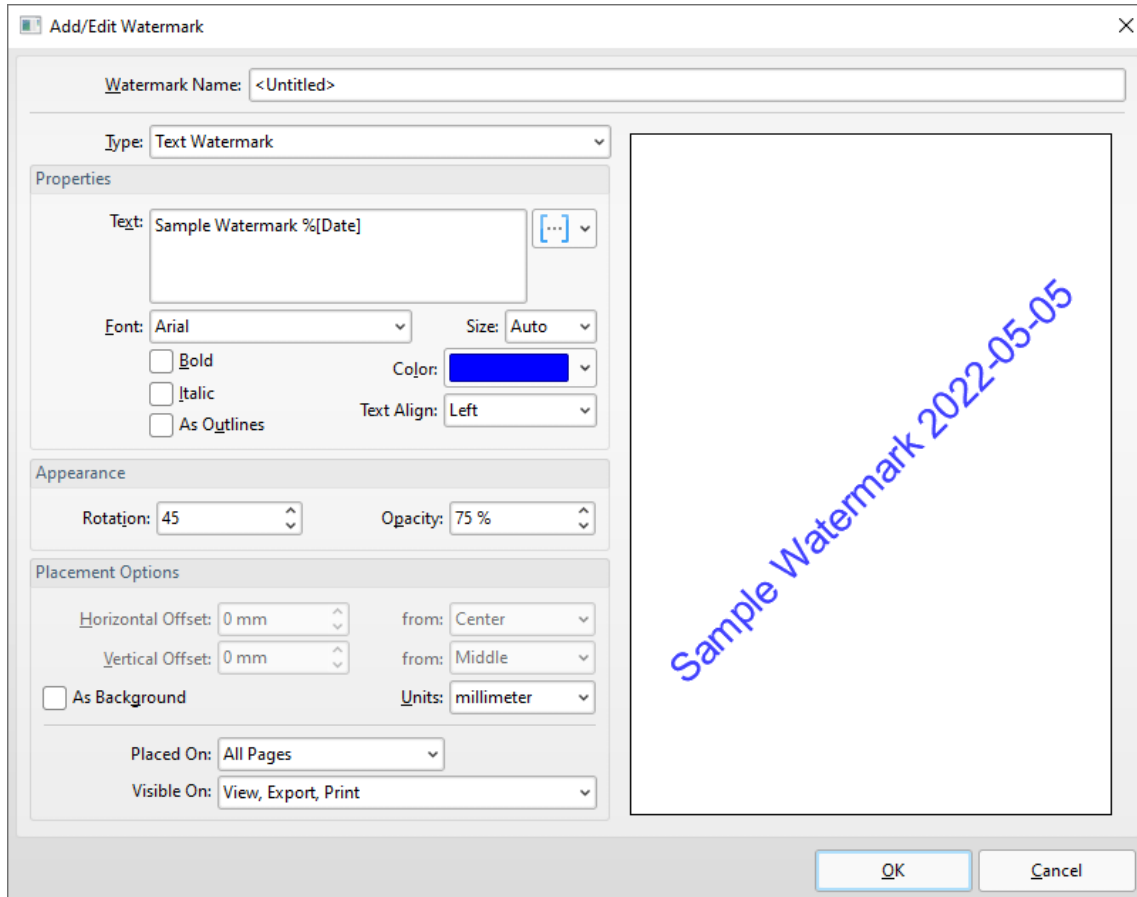 Add/Edit Watermark
Watermark Name: <Untitled>
Type: Text Watermark
Properties
Text: Sample Watermark %[Date]
Font: Arial Size: Auto
Bold
Color:
Italic
Text Align: Left
As Outlines
Appearance
Rotation: 45 Opacity: 75 %
Placement Options
Horizontal Offset: 0 mm from: Center
Vertical Offset: 0 mm from: Middle
As Background Units: millimeter
Placed On: All Pages
Visible On: View, Export, Print
Sample Watermark 2022-05-05
OK Cancel